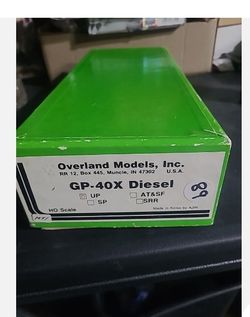 Overland Models, Inc.
RR 12, Box 445, Muncie, IN 47302 U.S.A.
GP-40X Diesel
UP AT&SF
SP SRR
HO Scale Made in Korea by Ajin